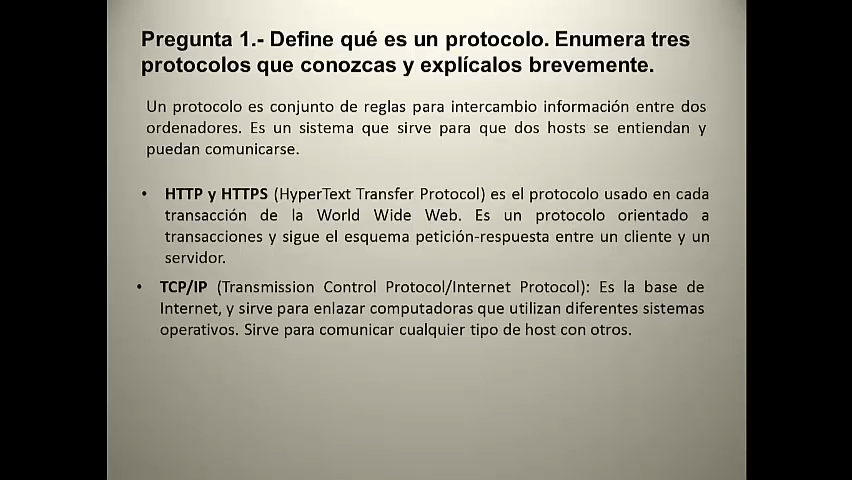 Pregunta 1.- Define qué es un protocolo. Enumera tres
protocolos que conozcas y explícalos brevemente.
Un protocolo es conjunto de reglas para intercambio información entre dos
ordenadores. Es un sistema que sirve para que dos hosts se entiendan y
puedan comunicarse.
• HTTP y HTTPS (HyperText Transfer Protocol) es el protocolo usado en cada
transacción de la World Wide Web. Es un protocolo orientado a
transacciones y sigue el esquema petición-respuesta entre un cliente y un
servidor.
• TCP/IP (Transmission Control Protocol/Internet Protocol): Es la base de
Internet, y sirve para enlazar computadoras que utilizan diferentes sistemas
operativos. Sirve para comunicar cualquier tipo de host con otros.